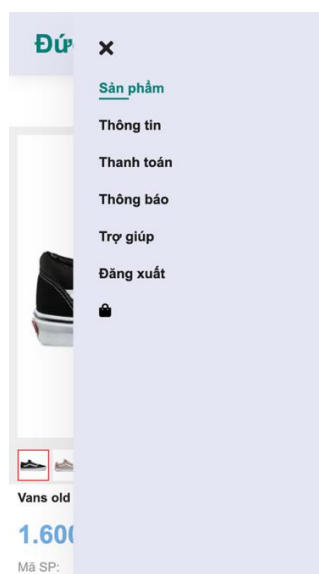 Đứ
Sản phẩm
Thông tin
Thanh toán
Thông báo
Trợ giúp
Đăng xuất
Vans old
1.600
Mã SP: